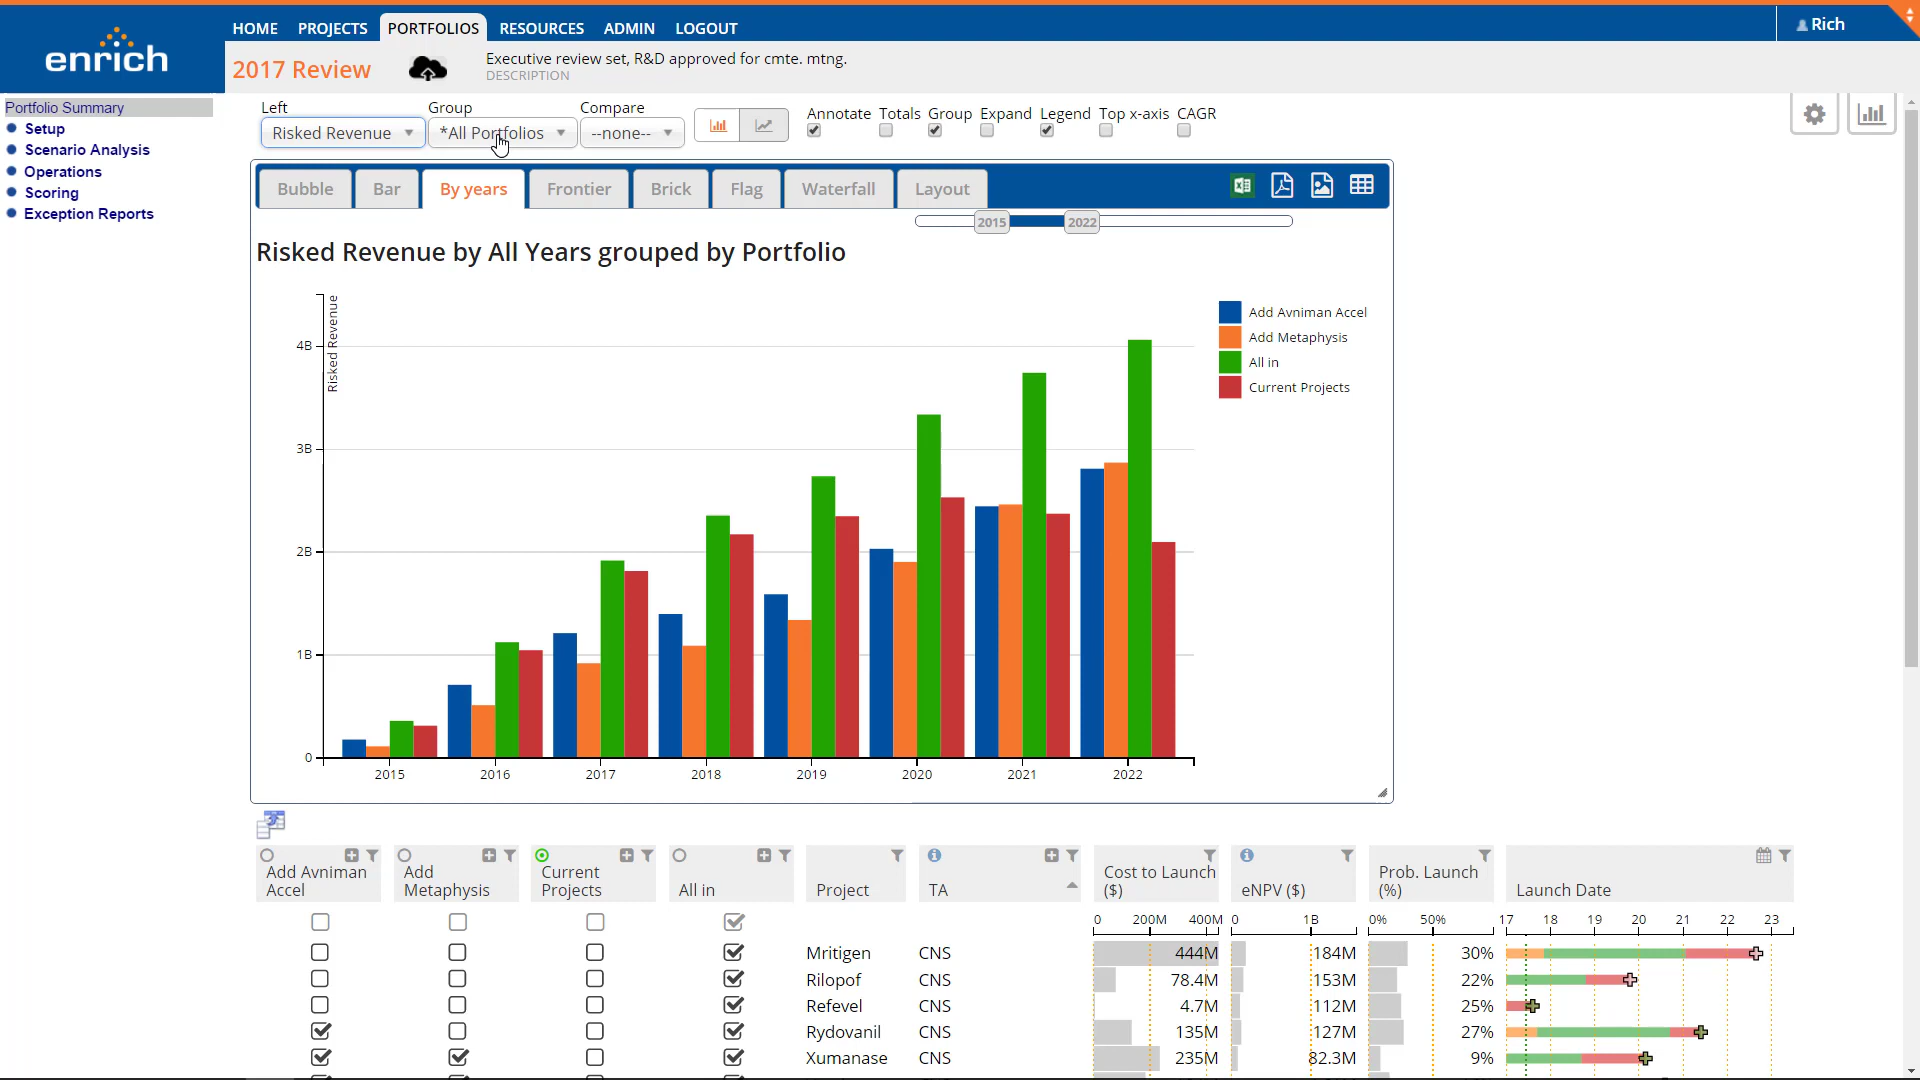 enrich
HOME PROJECTS PORTFOLIOS RESOURCES ADMIN LOGOUT
Rich
2017 Review
Executive review set, R&D approved for cmte. mtng.
DESCRIPTION
Portfolio Summary
Setup
Scenario Analysis
Operations
Scoring
Exception Reports
Left Group Compare
Risked Revenue *All Portfolios --none--
Annotate Totals Group Expand Legend Top x-axis CAGR
Bubble Bar By years Frontier Brick Flag Waterfall Layout
2015 2022
Risked Revenue by All Years grouped by Portfolio
Risked Revenue
4B
3B
2B
1B
0
2015 2016 2017 2018 2019 2020 2021 2022
Add Avniman Accel
Add Metaphysis
All in
Current Projects
Add Avniman Accel
Add Metaphysis
Current Projects
All in
Project
TA
Cost to Launch ($)
eNPV ($)
Prob. Launch (%)
Launch Date
0 200M 400M 0 1B 0% 50% 17 18 19 20 21 22 23
Mritigen CNS 444M 184M 30%
Rilopof CNS 78.4M 153M 22%
Refevel CNS 4.7M 112M 25%
Rydovanil CNS 135M 127M 27%
Xumanase CNS 235M 82.3M 9%